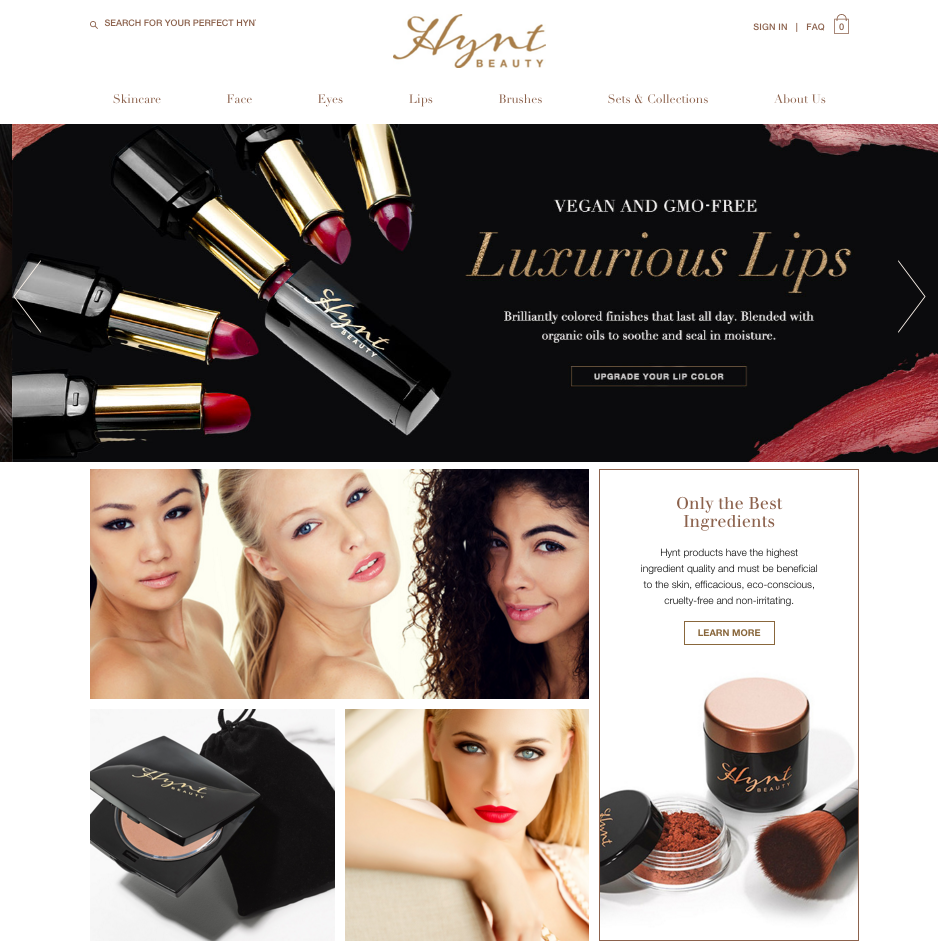 SEARCH FOR YOUR PERFECT HYN
Hynt
BEAUTY
SIGN IN | FAQ 0
Skincare Face Eyes Lips Brushes Sets & Collections About Us
VEGAN AND GMO-FREE
Luxurious Lips
Brilliantly colored finishes that last all day. Blended with
organic oils to soothe and seal in moisture.
UPGRADE YOUR LIP COLOR
Hynt
BEAUTY
Only the Best
Ingredients
Hynt products have the highest
ingredient quality and must be beneficial
to the skin, efficacious, eco-conscious,
cruelty-free and non-irritating.
LEARN MORE
Hynt
BEAUTY
Hynt
BEAUTY
Hynt